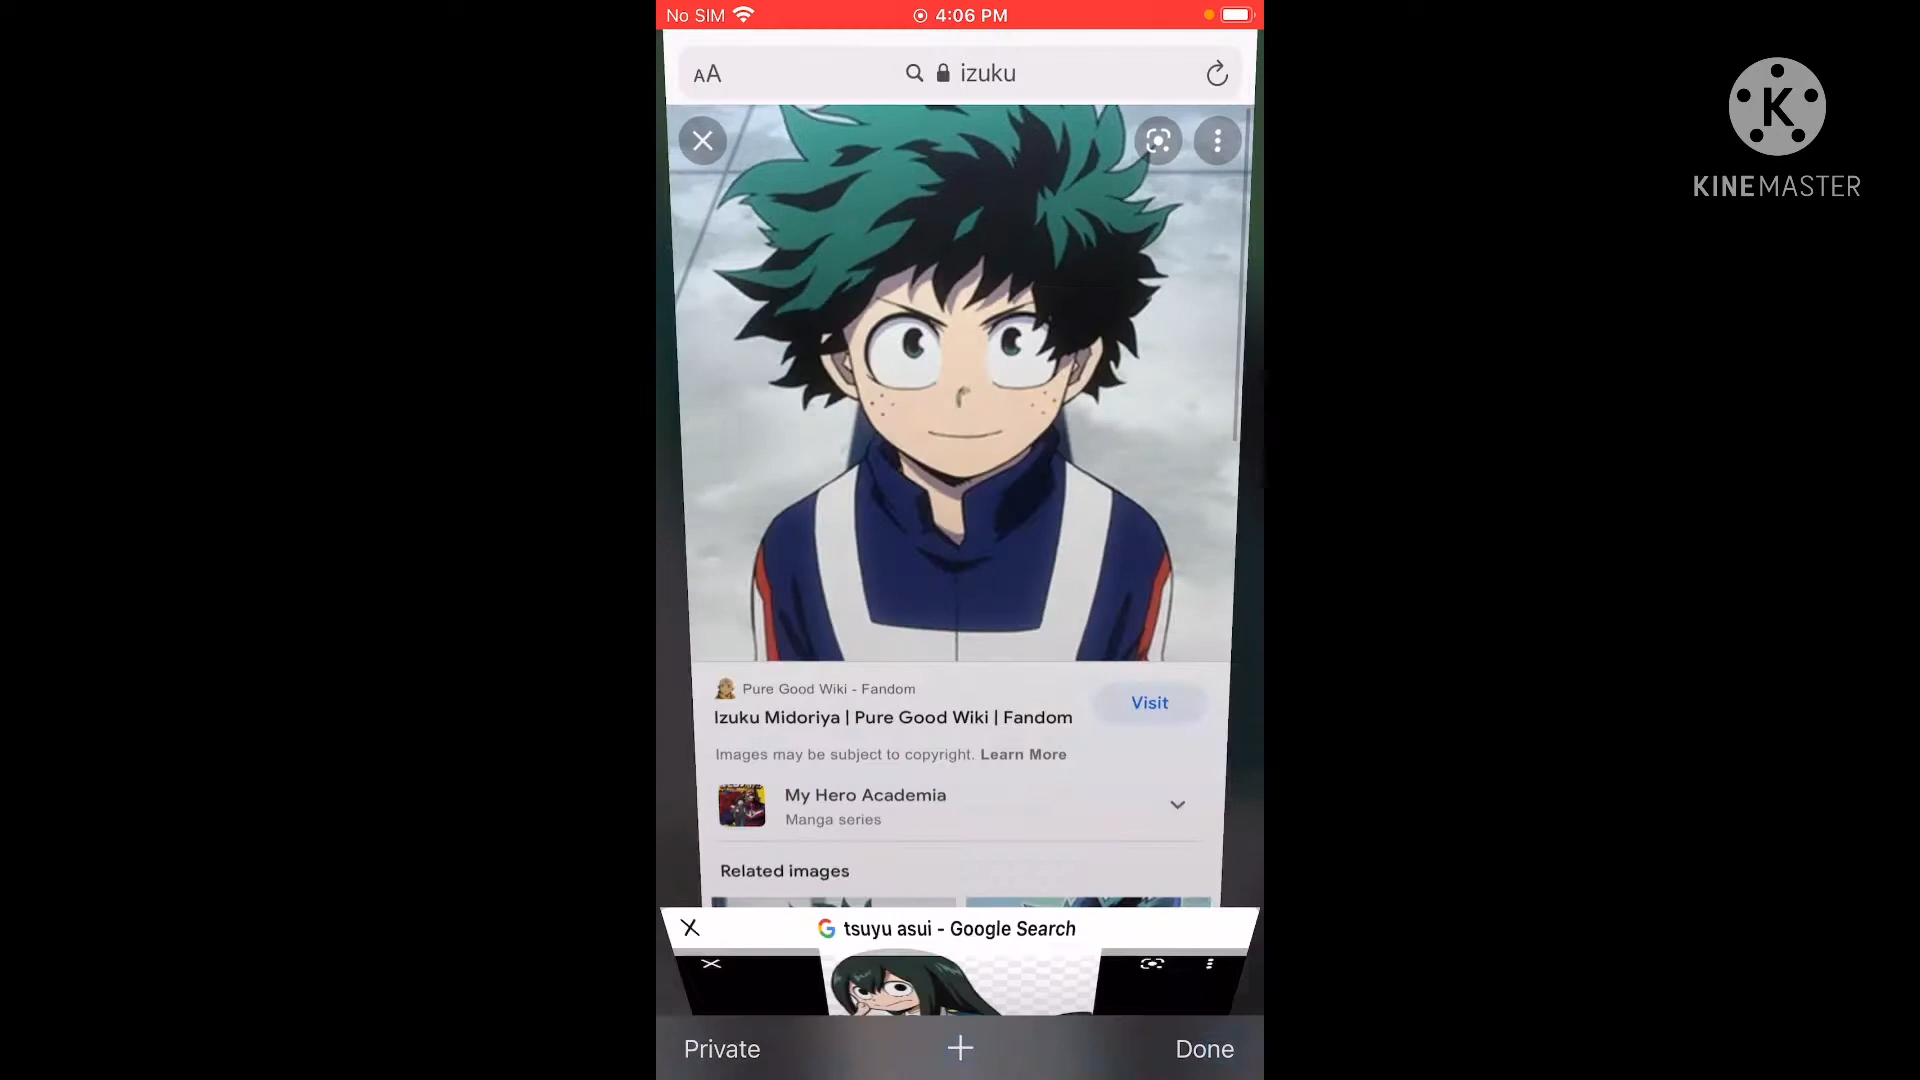 No SIM 4:06 PM
AA izuku
K
KINEMASTER
Pure Good Wiki - Fandom
Izuku Midoriya | Pure Good Wiki | Fandom
Visit
Images may be subject to copyright. Learn More
My Hero Academia
Manga series
Related images
tsuyu asui - Google Search
Private
Done